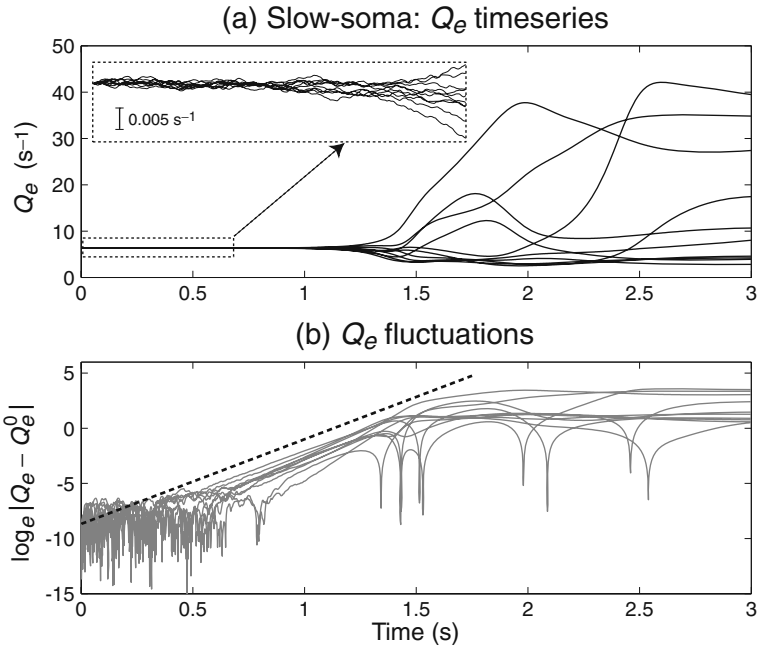 (a) Slow-soma: Qₑ timeseries
50
40
30
20
10
0
Qₑ (s⁻¹)
0.005 s⁻¹
0 0.5 1 1.5 2 2.5 3
(b) Qₑ fluctuations
5
0
-5
-10
-15
logₑ |Qₑ – Qₑ⁰|
0 0.5 1 1.5 2 2.5 3
Time (s)